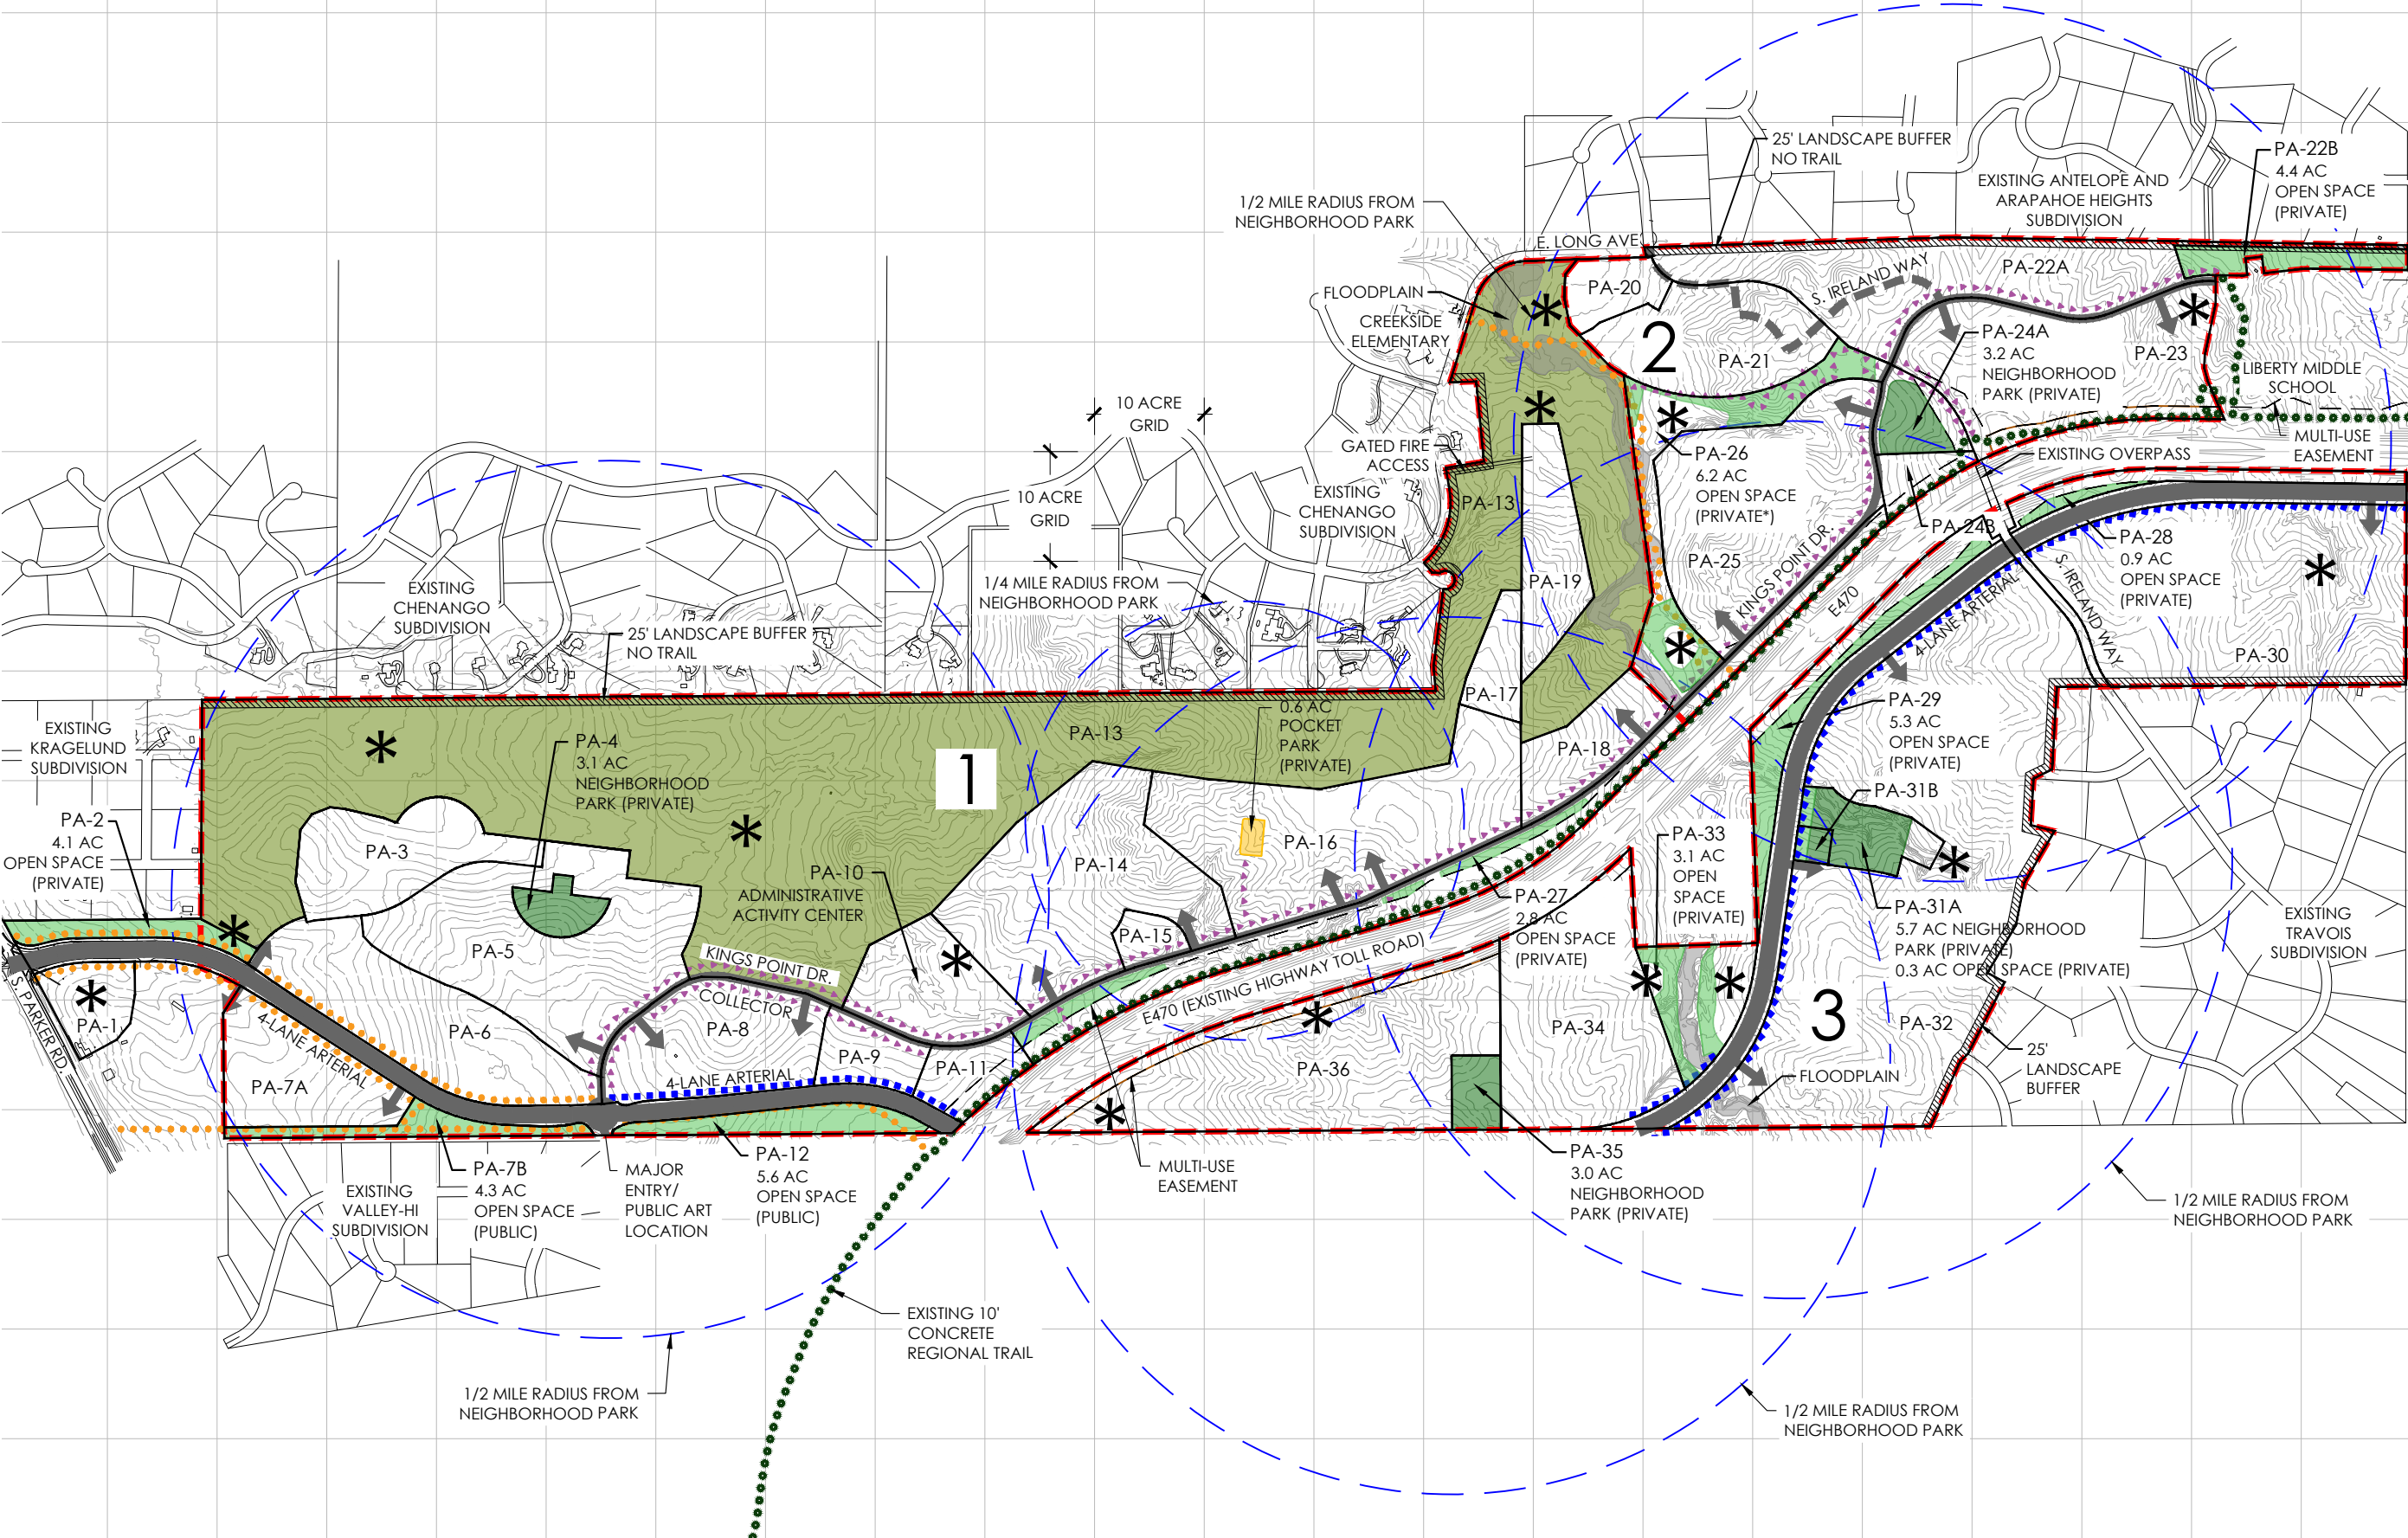 25' LANDSCAPE BUFFER
NO TRAIL
PA-22B
4.4 AC
OPEN SPACE
(PRIVATE)
EXISTING ANTELOPE AND
ARAPAHOE HEIGHTS
SUBDIVISION
1/2 MILE RADIUS FROM
NEIGHBORHOOD PARK
E. LONG AVE
PA-22A
S. IRELAND WAY
PA-20
FLOODPLAIN
*
*
CREEKSIDE
ELEMENTARY
2
PA-21
PA-24A
3.2 AC
NEIGHBORHOOD
PARK (PRIVATE)
PA-23
LIBERTY MIDDLE
SCHOOL
10 ACRE
GRID
*
*
GATED FIRE
ACCESS
MULTI-USE
EASEMENT
PA-26
6.2 AC
OPEN SPACE
(PRIVATE*)
EXISTING OVERPASS
10 ACRE
GRID
EXISTING
CHENANGO
SUBDIVISION
PA-13
PA-24B
KINGS POINT DR.
PA-28
0.9 AC
OPEN SPACE
(PRIVATE)
*
PA-25
PA-19
1/4 MILE RADIUS FROM
NEIGHBORHOOD PARK
EXISTING
CHENANGO
SUBDIVISION
E470
4-LANE ARTERIAL
S. IRELAND WAY
25' LANDSCAPE BUFFER
NO TRAIL
*
PA-30
PA-17
PA-29
5.3 AC
OPEN SPACE
(PRIVATE)
EXISTING
KRAGELUND
SUBDIVISION
*
PA-4
3.1 AC
NEIGHBORHOOD
PARK (PRIVATE)
1
PA-13
0.6 AC
POCKET
PARK
(PRIVATE)
PA-18
PA-31B
PA-2
4.1 AC
OPEN SPACE
(PRIVATE)
*
PA-3
PA-16
PA-33
3.1 AC
OPEN
SPACE
(PRIVATE)
*
PA-14
PA-10
ADMINISTRATIVE
ACTIVITY CENTER
PA-27
2.8 AC
OPEN SPACE
(PRIVATE)
PA-31A
5.7 AC NEIGHBORHOOD
PARK (PRIVATE)
0.3 AC OPEN SPACE (PRIVATE)
EXISTING
TRAVOIS
SUBDIVISION
*
PA-15
PA-5
KINGS POINT DR.
COLLECTOR
*
E470 (EXISTING HIGHWAY TOLL ROAD)
*
*
S. PARKER RD.
*
PA-1
4-LANE ARTERIAL
PA-6
PA-8
PA-9
*
PA-34
3
PA-32
25'
LANDSCAPE
BUFFER
PA-7A
4-LANE ARTERIAL
PA-11
PA-36
FLOODPLAIN
*
PA-7B
4.3 AC
OPEN SPACE
(PUBLIC)
MAJOR
ENTRY/
PUBLIC ART
LOCATION
PA-12
5.6 AC
OPEN SPACE
(PUBLIC)
MULTI-USE
EASEMENT
PA-35
3.0 AC
NEIGHBORHOOD
PARK (PRIVATE)
EXISTING
VALLEY-HI
SUBDIVISION
1/2 MILE RADIUS FROM
NEIGHBORHOOD PARK
EXISTING 10'
CONCRETE
REGIONAL TRAIL
1/2 MILE RADIUS FROM
NEIGHBORHOOD PARK
1/2 MILE RADIUS FROM
NEIGHBORHOOD PARK